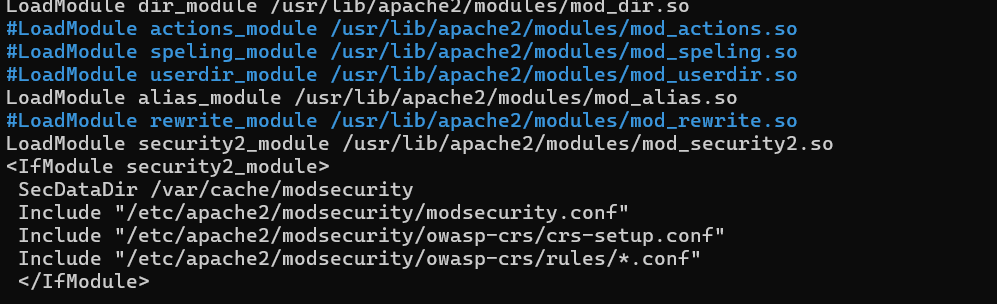 LoadModule dir_module /usr/lib/apache2/modules/mod_dir.so
#LoadModule actions_module /usr/lib/apache2/modules/mod_actions.so
#LoadModule speling_module /usr/lib/apache2/modules/mod_speling.so
#LoadModule userdir_module /usr/lib/apache2/modules/mod_userdir.so
LoadModule alias_module /usr/lib/apache2/modules/mod_alias.so
#LoadModule rewrite_module /usr/lib/apache2/modules/mod_rewrite.so
LoadModule security2_module /usr/lib/apache2/modules/mod_security2.so
<IfModule security2_module>
 SecDataDir /var/cache/modsecurity
 Include "/etc/apache2/modsecurity/modsecurity.conf"
 Include "/etc/apache2/modsecurity/owasp-crs/crs-setup.conf"
 Include "/etc/apache2/modsecurity/owasp-crs/rules/*.conf"
 </IfModule>